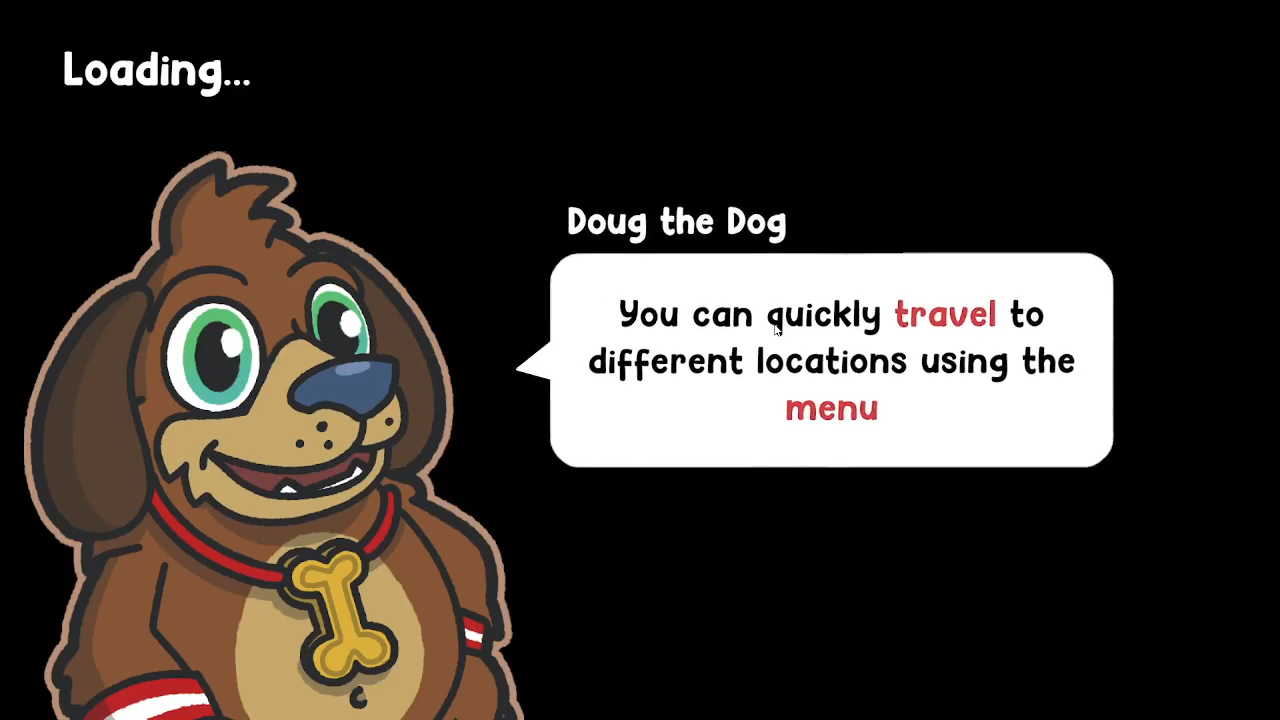 Loading...
Doug the Dog
You can quickly travel to
different locations using the
menu